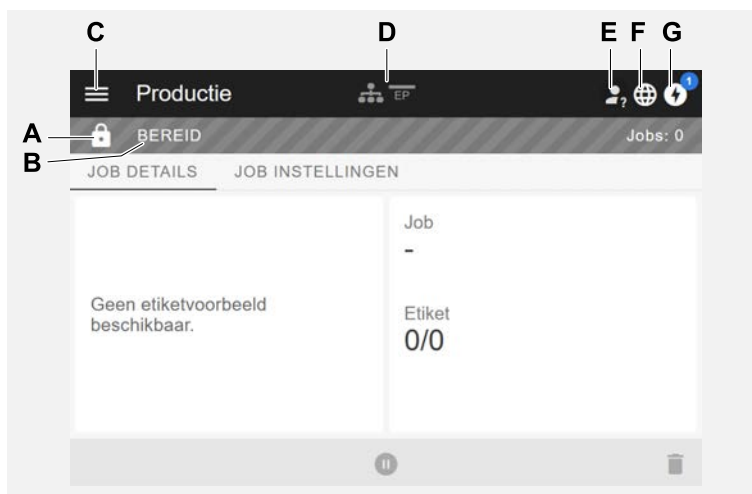 C D E F G
Productie EP ? 1
A BEREID Jobs: 0
B
JOB DETAILS JOB INSTELLINGEN
Job
-
Geen etiketvoorbeeld
beschikbaar.
Etiket
0/0